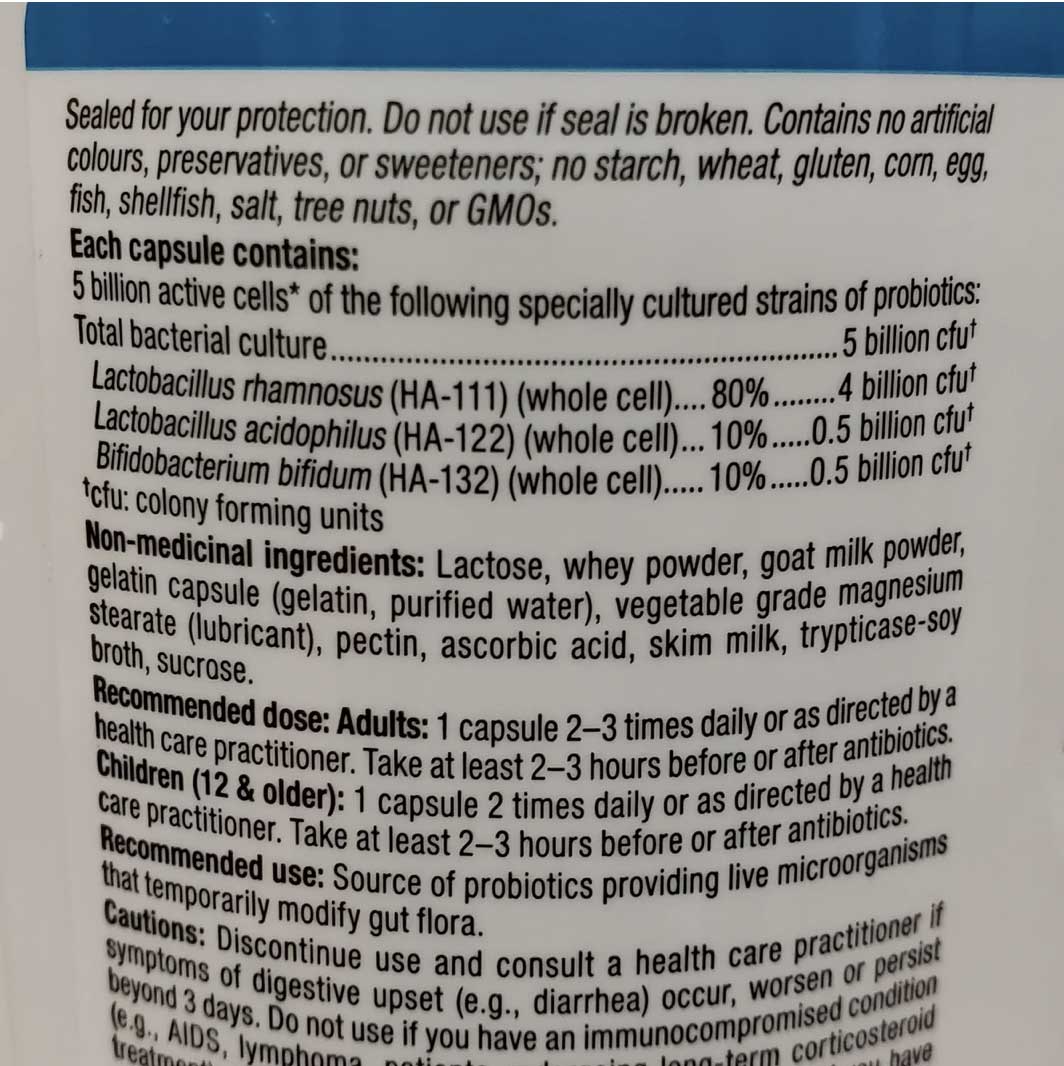 Sealed for your protection. Do not use if seal is broken. Contains no artificial
colours, preservatives, or sweeteners; no starch, wheat, gluten, corn, egg,
fish, shellfish, salt, tree nuts, or GMOs.
Each capsule contains:
5 billion active cells* of the following specially cultured strains of probiotics:
Total bacterial culture................................................................5 billion cfu†
Lactobacillus rhamnosus (HA-111) (whole cell).... 80%.........4 billion cfu†
Lactobacillus acidophilus (HA-122) (whole cell)... 10%.....0.5 billion cfu†
Bifidobacterium bifidum (HA-132) (whole cell)..... 10%.....0.5 billion cfu†
†cfu: colony forming units
Non-medicinal ingredients: Lactose, whey powder, goat milk powder,
gelatin capsule (gelatin, purified water), vegetable grade magnesium
stearate (lubricant), pectin, ascorbic acid, skim milk, trypticase-soy
broth, sucrose.
Recommended dose: Adults: 1 capsule 2–3 times daily or as directed by a
health care practitioner. Take at least 2–3 hours before or after antibiotics.
Children (12 & older): 1 capsule 2 times daily or as directed by a health
care practitioner. Take at least 2–3 hours before or after antibiotics.
Recommended use: Source of probiotics providing live microorganisms
that temporarily modify gut flora.
Cautions: Discontinue use and consult a health care practitioner if
symptoms of digestive upset (e.g., diarrhea) occur, worsen or persist
beyond 3 days. Do not use if you have an immunocompromised condition
(e.g., AIDS, lymphoma, long-term corticosteroid
have